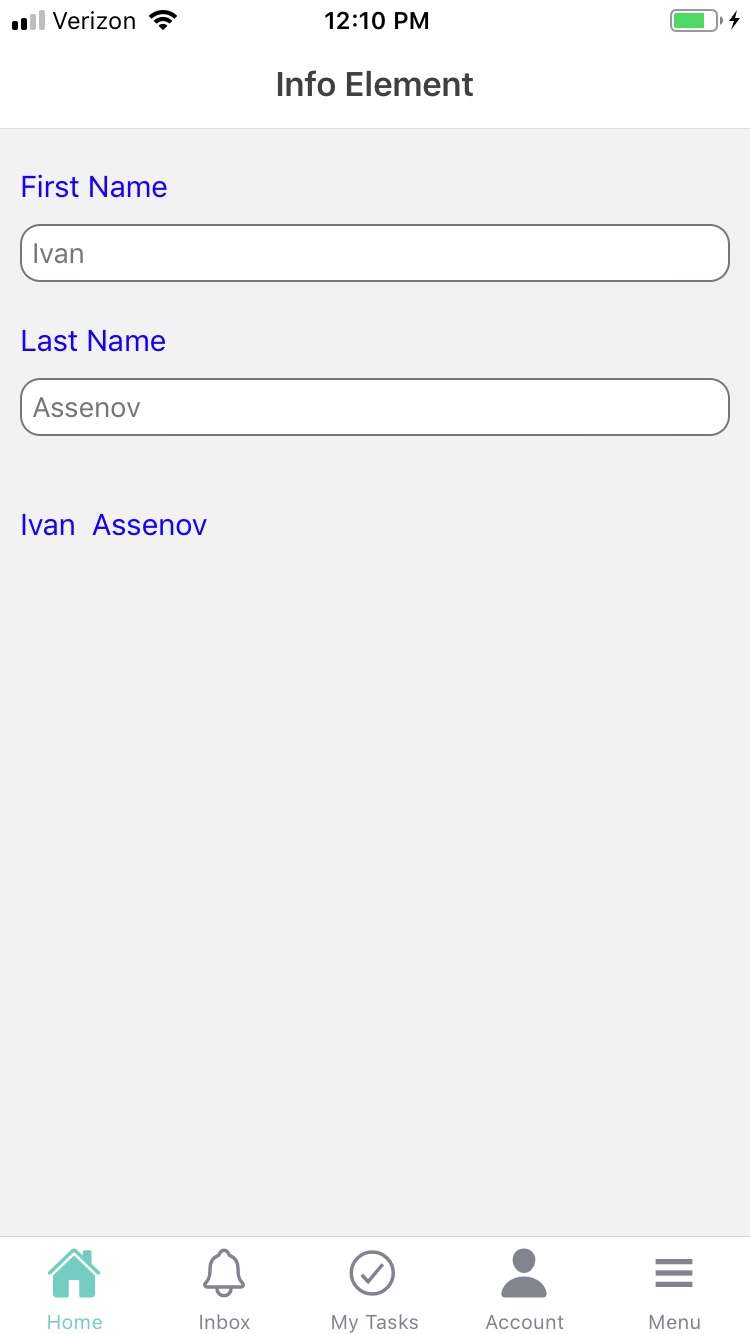 Verizon 12:10 PM
Info Element
First Name
Ivan
Last Name
Assenov
Ivan  Assenov
Home Inbox My Tasks Account Menu